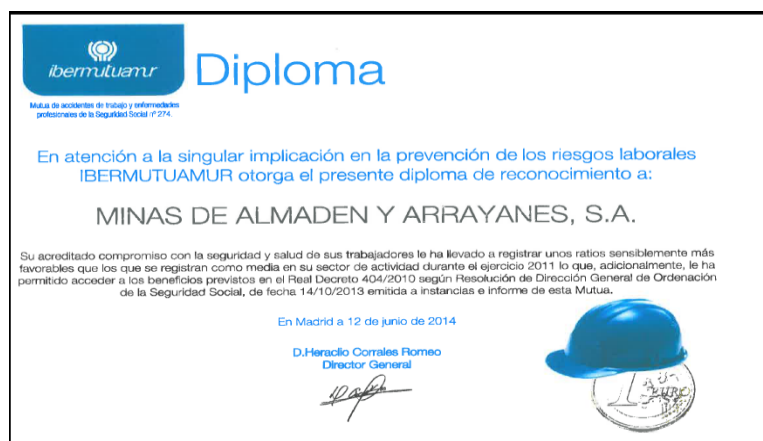 ibermutuamur
Diploma
Mutua de accidentes de trabajo y enfermedades
profesionales de la Seguridad Social nº 274.
En atención a la singular implicación en la prevención de los riesgos laborales
IBERMUTUAMUR otorga el presente diploma de reconocimiento a:
MINAS DE ALMADEN Y ARRAYANES, S.A.
Su acreditado compromiso con la seguridad y salud de sus trabajadores le ha llevado a registrar unos ratios sensiblemente más
favorables que los que se registran como media en su sector de actividad durante el ejercicio 2011 lo que, adicionalmente, le ha
permitido acceder a los beneficios previstos en el Real Decreto 404/2010 según Resolución de Dirección General de Ordenación
de la Seguridad Social, de fecha 14/10/2013 emitida a instancias e informe de esta Mutua.
En Madrid a 12 de junio de 2014
D.Heraclio Corrales Romeo
Director General
1
EURO